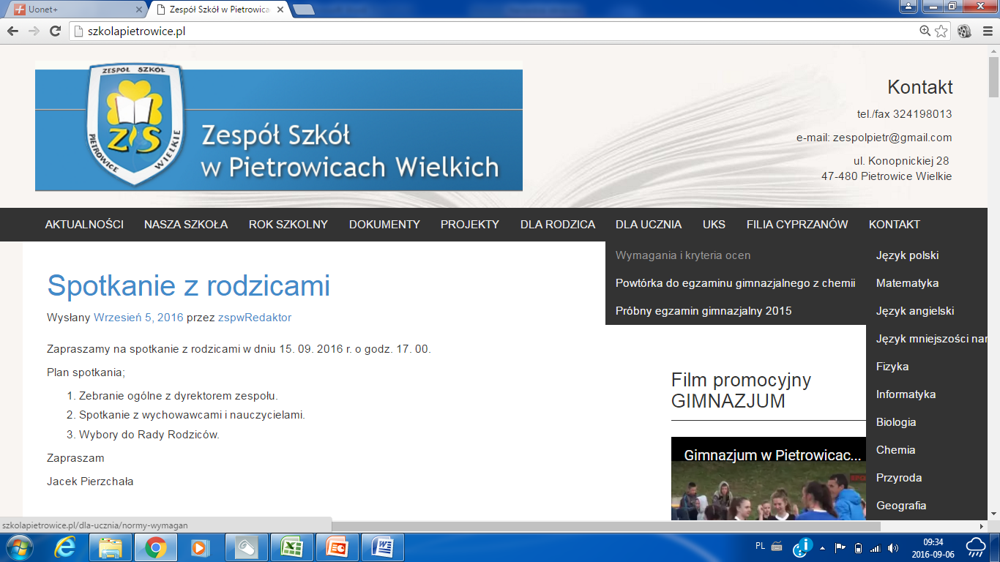 Uonet+
Zespół Szkół w Pietrowica
szkolapietrowice.pl
ZESPÓŁ SZKÓŁ
ZS
PIETROWICE WIELKIE
Zespół Szkół
w Pietrowicach Wielkich
Kontakt
tel./fax 324198013
e-mail: zespolpietr@gmail.com
ul. Konopnickiej 28
47-480 Pietrowice Wielkie
AKTUALNOŚCI NASZA SZKOŁA ROK SZKOLNY DOKUMENTY PROJEKTY DLA RODZICA DLA UCZNIA UKS FILIA CYPRZANÓW KONTAKT
Wymagania i kryteria ocen
Powtórka do egzaminu gimnazjalnego z chemii
Próbny egzamin gimnazjalny 2015
Język polski
Matematyka
Język angielski
Język mniejszości nar
Fizyka
Informatyka
Biologia
Chemia
Przyroda
Geografia
Spotkanie z rodzicami
Wysłany Wrzesień 5, 2016 przez zspwRedaktor
Zapraszamy na spotkanie z rodzicami w dniu 15. 09. 2016 r. o godz. 17. 00.
Plan spotkania;
1. Zebranie ogólne z dyrektorem zespołu.
2. Spotkanie z wychowawcami i nauczycielami.
3. Wybory do Rady Rodziców.
Zapraszam
Jacek Pierzchała
Film promocyjny
GIMNAZJUM
Gimnazjum w Pietrowicac...
szkolapietrowice.pl/dla-ucznia/normy-wymagan
PL
09:34
2016-09-06